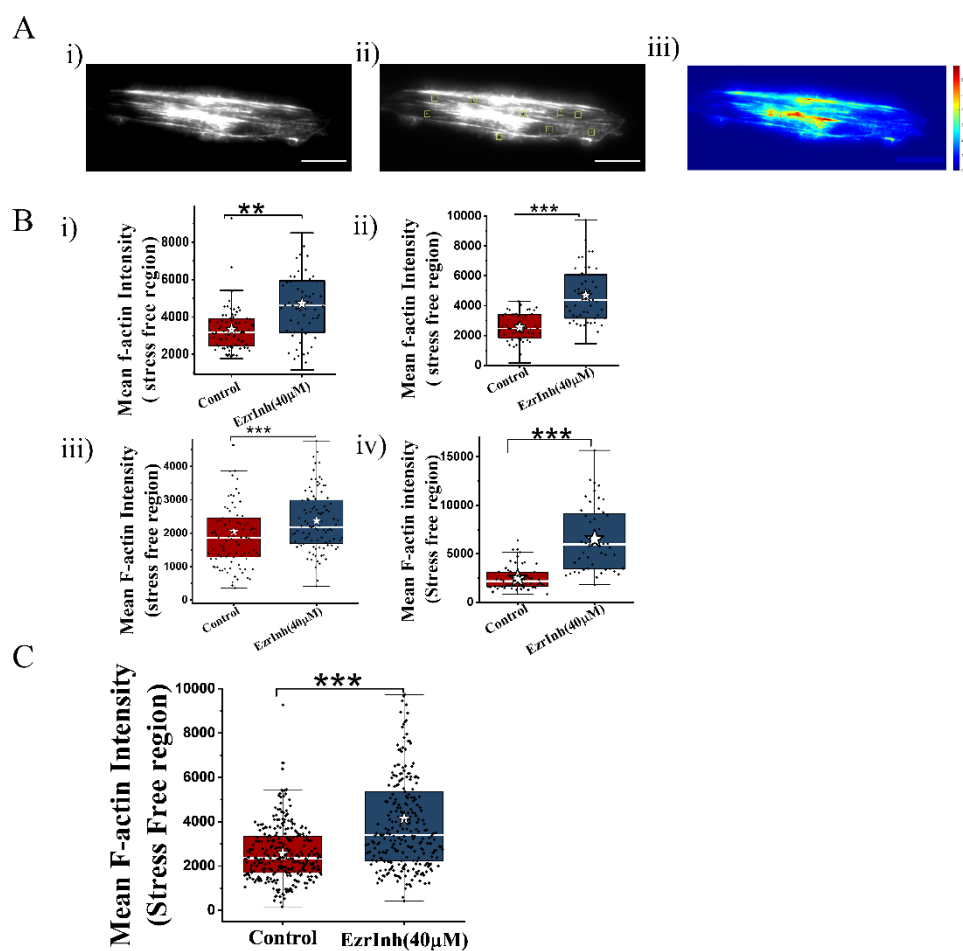 A
i)
ii)
iii)
B
i)
**
Mean f-actin Intensity
( stress free region)
8000
6000
4000
2000
Control
EzrInh(40μM)
ii)
***
Mean f-actin Intensity
( stress free region)
10000
8000
6000
4000
2000
0
Control
EzrInh(40μM)
iii)
***
Mean F-actin Intensity
(stress free region)
4000
3000
2000
1000
0
Control
EzrInh(40μM)
iv)
***
Mean F-actin intensity
(Stress free region)
15000
10000
5000
0
Control
EzrInh(40μM)
C
***
Mean F-actin Intensity
(Stress Free region)
10000
8000
6000
4000
2000
0
Control
EzrInh(40μM)